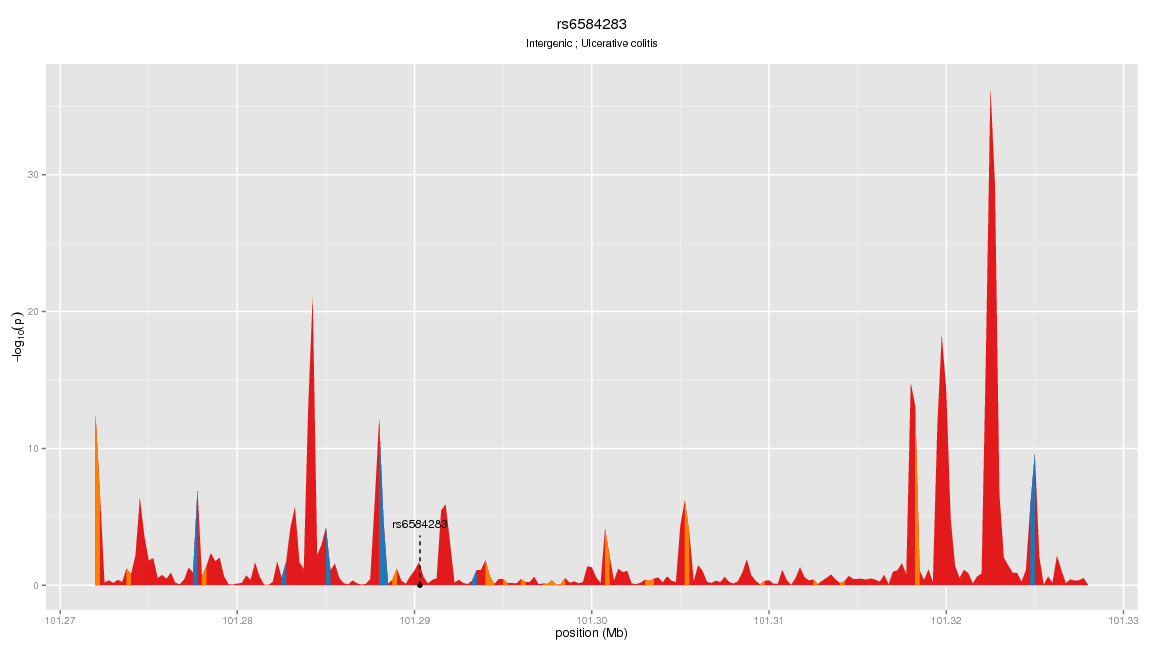 rs6584283
Intergenic ; Ulcerative colitis
−log10(p)
30
20
10
0
rs6584283
101.27 101.28 101.29 101.30 101.31 101.32 101.33
position (Mb)